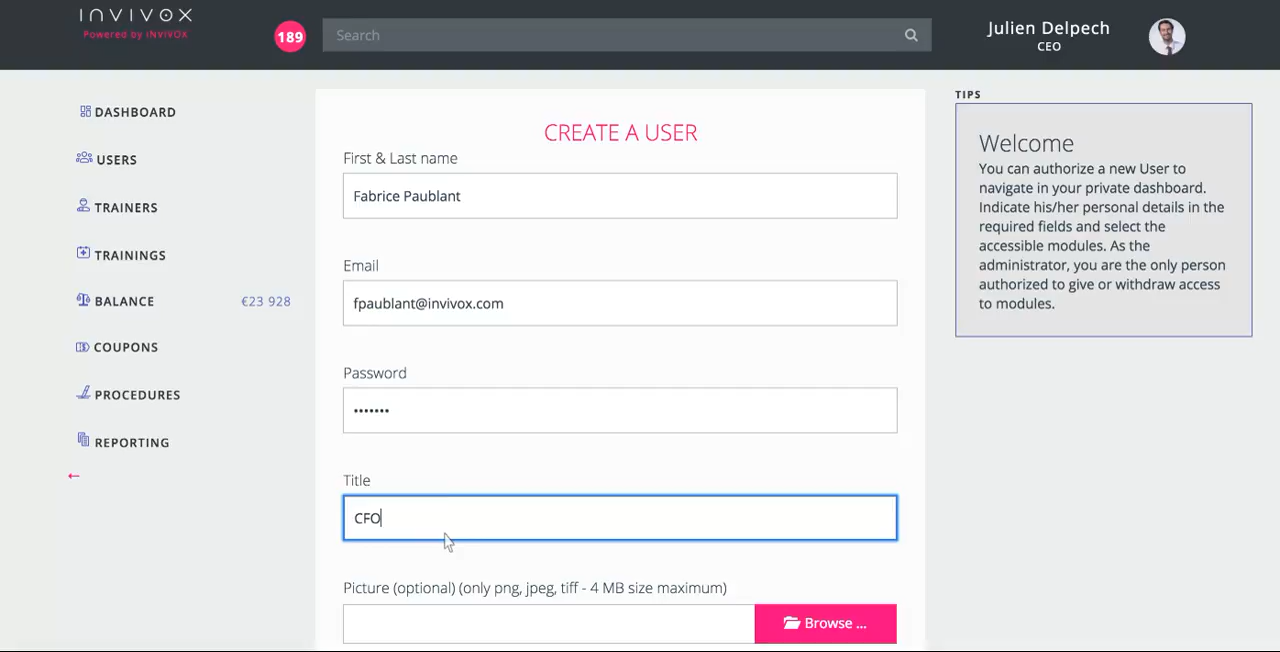 INVIVOX
Powered by INVIVOX
189
Search
Julien Delpech
CEO
DASHBOARD
USERS
TRAINERS
TRAININGS
BALANCE €23 928
COUPONS
PROCEDURES
REPORTING
←
CREATE A USER
First & Last name
Fabrice Paublant
Email
fpaublant@invivox.com
Password
•••••••
Title
CFO
Picture (optional) (only png, jpeg, tiff - 4 MB size maximum)
Browse ...
TIPS
Welcome
You can authorize a new User to
navigate in your private dashboard.
Indicate his/her personal details in the
required fields and select the
accessible modules. As the
administrator, you are the only person
authorized to give or withdraw access
to modules.